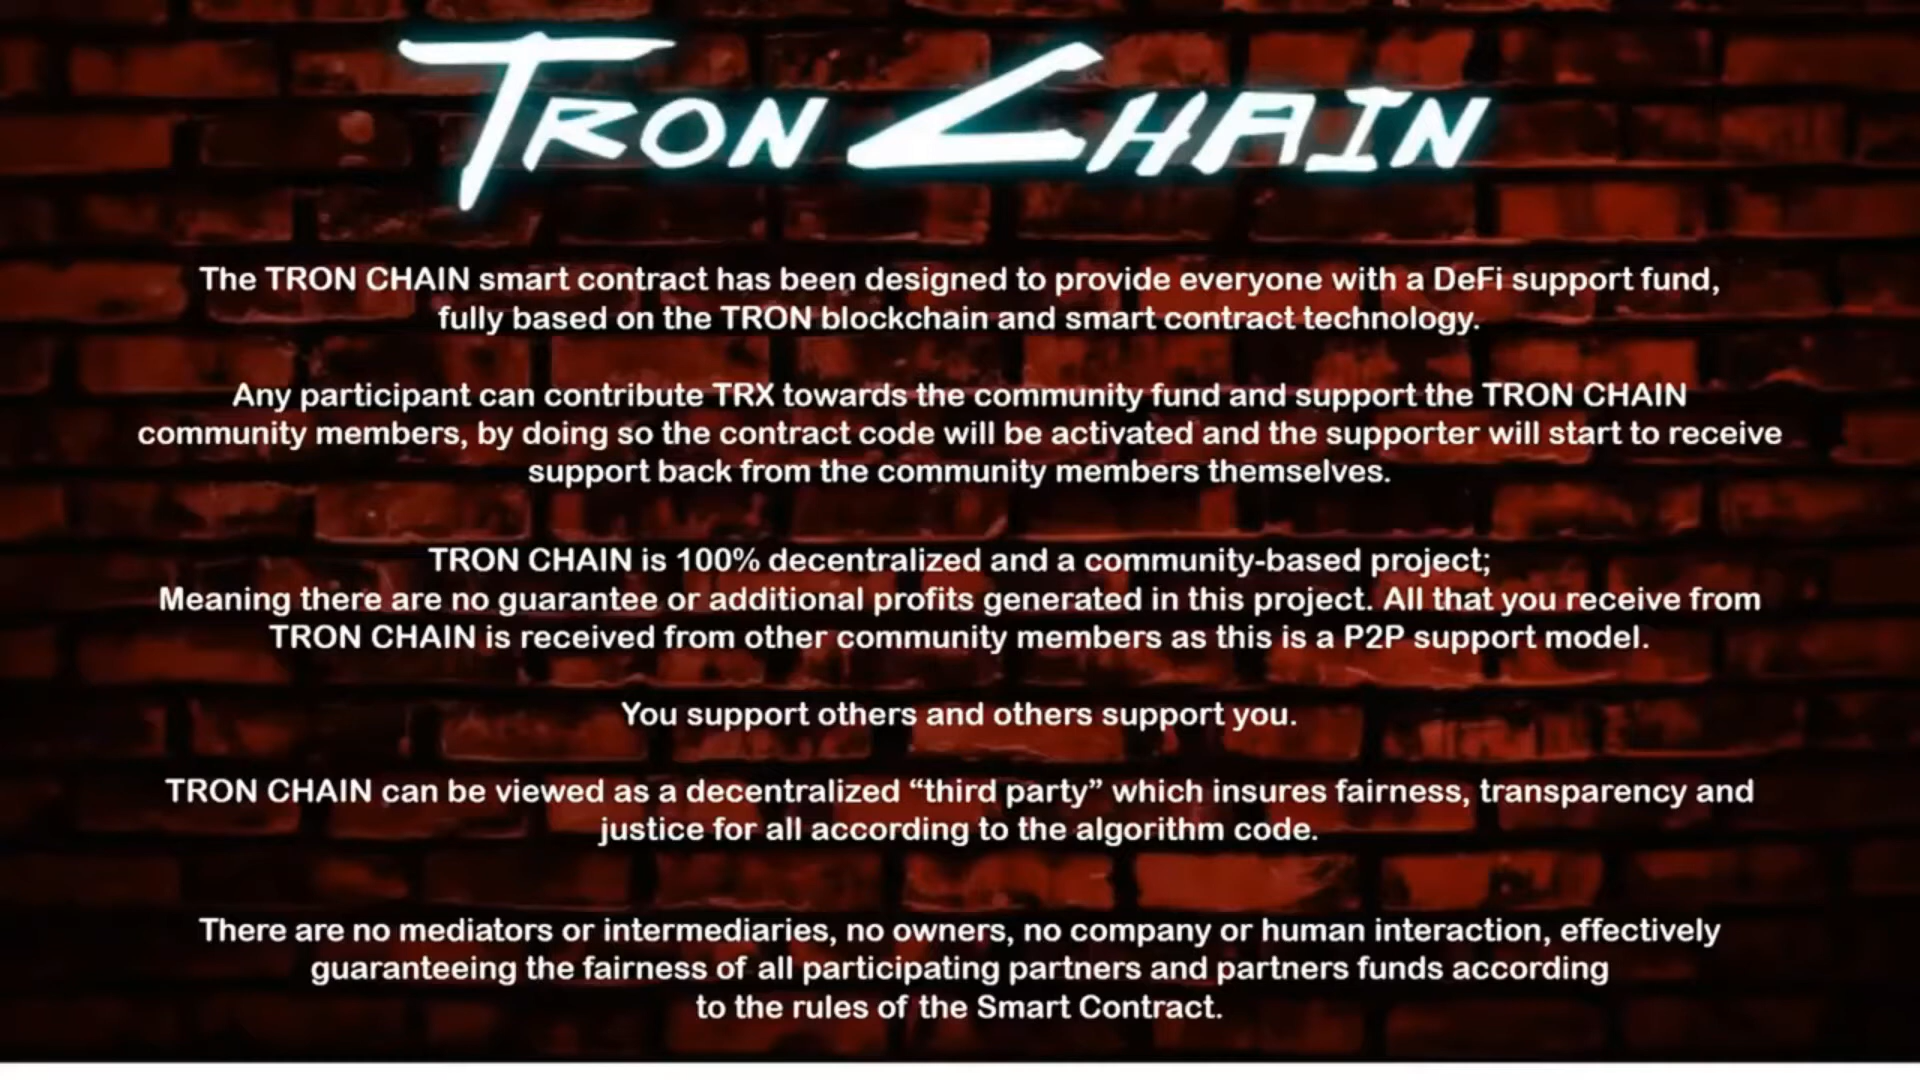 TRON CHAIN
The TRON CHAIN smart contract has been designed to provide everyone with a DeFi support fund,
fully based on the TRON blockchain and smart contract technology.
Any participant can contribute TRX towards the community fund and support the TRON CHAIN
community members, by doing so the contract code will be activated and the supporter will start to receive
support back from the community members themselves.
TRON CHAIN is 100% decentralized and a community-based project;
Meaning there are no guarantee or additional profits generated in this project. All that you receive from
TRON CHAIN is received from other community members as this is a P2P support model.
You support others and others support you.
TRON CHAIN can be viewed as a decentralized “third party” which insures fairness, transparency and
justice for all according to the algorithm code.
There are no mediators or intermediaries, no owners, no company or human interaction, effectively
guaranteeing the fairness of all participating partners and partners funds according
to the rules of the Smart Contract.